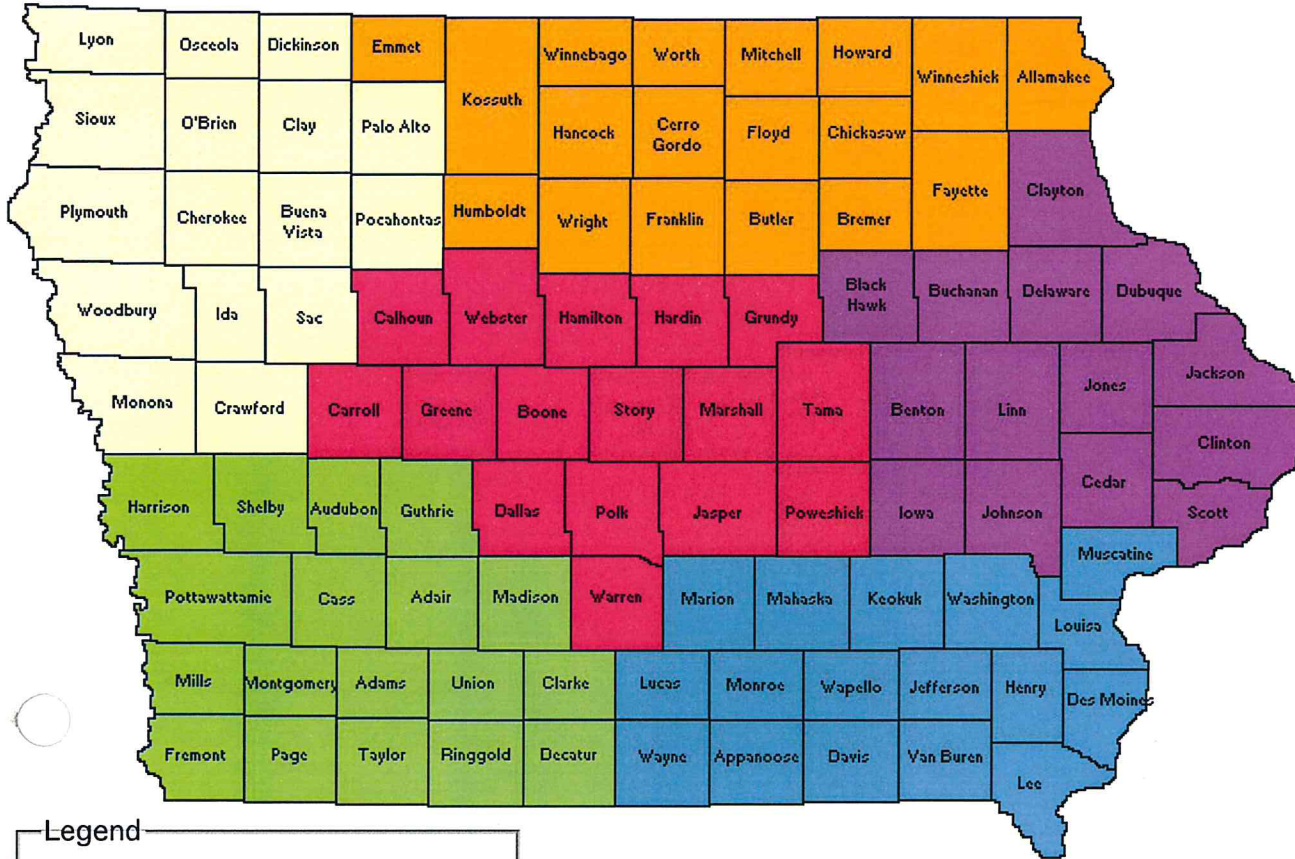 Lyon
Osceola
Dickinson
Emmet
Kossuth
Winnebago
Worth
Mitchell
Howard
Winneshiek
Allamakee
Sioux
O'Brien
Clay
Palo Alto
Hancock
Cerro
Gordo
Floyd
Chickasaw
Plymouth
Cherokee
Buena
Vista
Pocahontas
Humboldt
Wright
Franklin
Butler
Bremer
Fayette
Clayton
Woodbury
Ida
Sac
Calhoun
Webster
Hamilton
Hardin
Grundy
Black
Hawk
Buchanan
Delaware
Dubuque
Monona
Crawford
Carroll
Greene
Boone
Story
Marshall
Tama
Benton
Linn
Jones
Jackson
Clinton
Harrison
Shelby
Audubon
Guthrie
Dallas
Polk
Jasper
Poweshiek
Iowa
Johnson
Cedar
Scott
Muscatine
Pottawattamie
Cass
Adair
Madison
Warren
Marion
Mahaska
Keokuk
Washington
Louisa
Mills
Montgomery
Adams
Union
Clarke
Lucas
Monroe
Wapello
Jefferson
Henry
Des Moines
Fremont
Page
Taylor
Ringgold
Decatur
Wayne
Appanoose
Davis
Van Buren
Lee
Legend